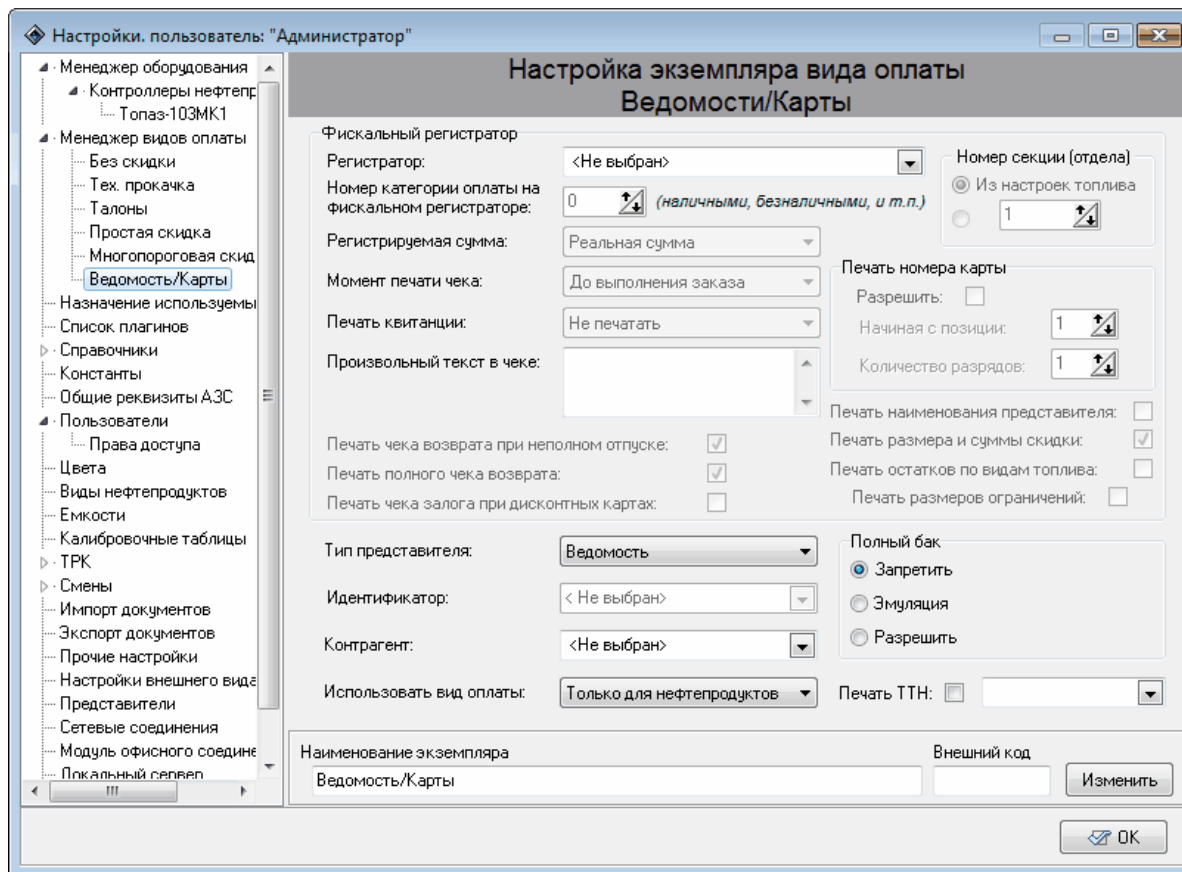 Настройки. пользователь: "Администратор"
Менеджер оборудования
Контроллеры нефтепр
Топаз-103МК1
Менеджер видов оплаты
Без скидки
Тех. прокачка
Талоны
Простая скидка
Многопороговая скид
Ведомость/Карты
Назначение используемы
Список плагинов
Справочники
Константы
Общие реквизиты АЗС
Пользователи
Права доступа
Цвета
Виды нефтепродуктов
Емкости
Калибровочные таблицы
ТРК
Смены
Импорт документов
Экспорт документов
Прочие настройки
Настройки внешнего вида
Представители
Сетевые соединения
Модуль офисного соедине
Локальный сервер
Настройка экземпляра вида оплаты
Ведомости/Карты
Фискальный регистратор
Регистратор: <Не выбран>
Номер категории оплаты на
фискальном регистраторе: 0 (наличными, безналичными, и т.п.)
Регистрируемая сумма: Реальная сумма
Момент печати чека: До выполнения заказа
Печать квитанции: Не печатать
Произвольный текст в чеке:
Печать чека возврата при неполном отпуске:
Печать полного чека возврата:
Печать чека залога при дисконтных картах:
Номер секции (отдела)
Из настроек топлива
1
Печать номера карты
Разрешить:
Начиная с позиции: 1
Количество разрядов: 1
Печать наименования представителя:
Печать размера и суммы скидки:
Печать остатков по видам топлива:
Печать размеров ограничений:
Тип представителя: Ведомость
Идентификатор: < Не выбран>
Контрагент: <Не выбран>
Использовать вид оплаты: Только для нефтепродуктов
Полный бак
Запретить
Эмуляция
Разрешить
Печать ТТН:
Наименование экземпляра
Ведомость/Карты
Внешний код
Изменить
OK